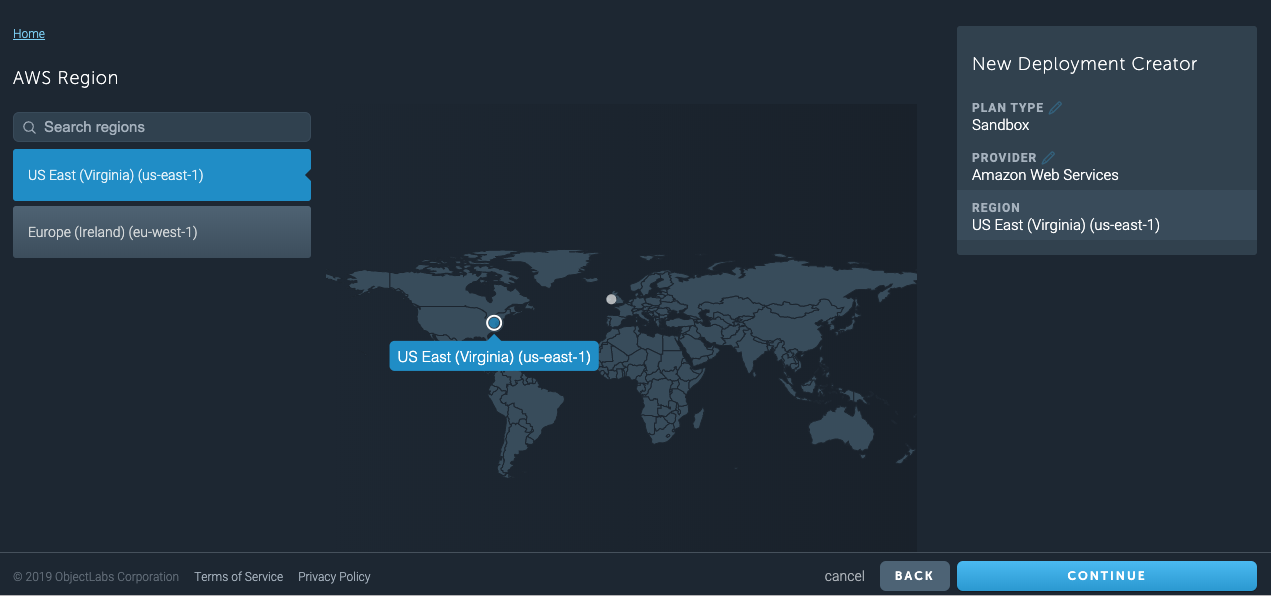 Home
AWS Region
Search regions
US East (Virginia) (us-east-1)
Europe (Ireland) (eu-west-1)
US East (Virginia) (us-east-1)
New Deployment Creator
PLAN TYPE
Sandbox
PROVIDER
Amazon Web Services
REGION
US East (Virginia) (us-east-1)
© 2019 ObjectLabs Corporation Terms of Service Privacy Policy
cancel BACK CONTINUE